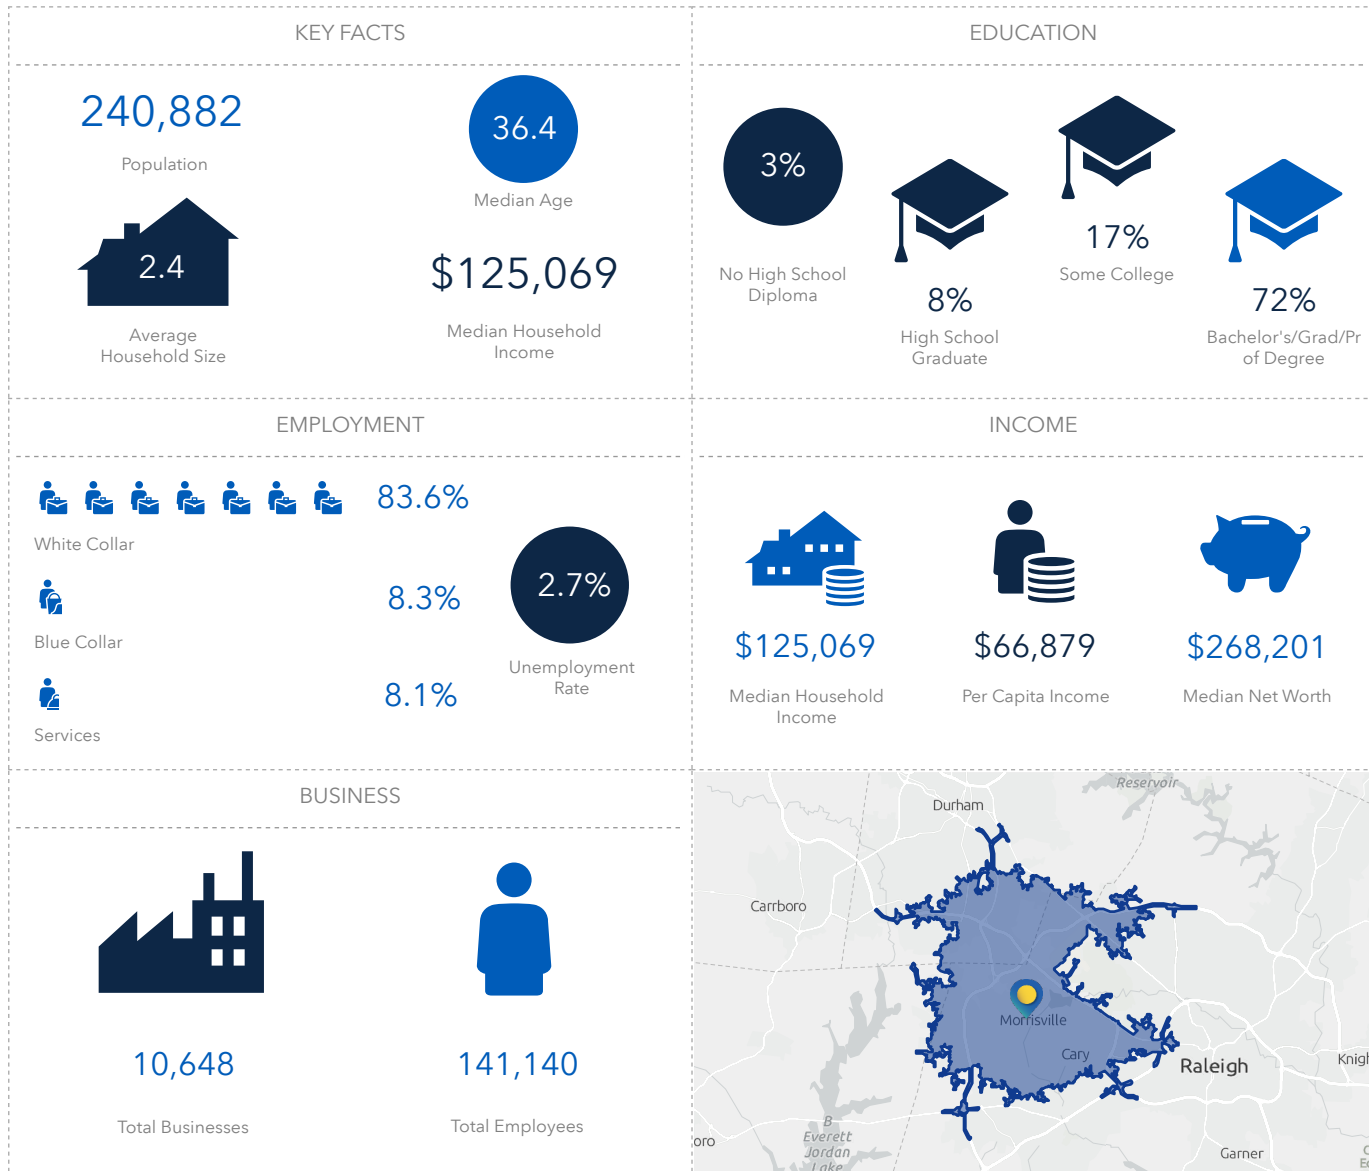 KEY FACTS
240,882
Population
36.4
Median Age
2.4
Average
Household Size
$125,069
Median Household
Income
EDUCATION
3%
No High School
Diploma
8%
High School
Graduate
17%
Some College
72%
Bachelor's/Grad/Pr
of Degree
EMPLOYMENT
83.6%
White Collar
8.3%
Blue Collar
8.1%
Services
2.7%
Unemployment
Rate
INCOME
$125,069
Median Household
Income
$66,879
Per Capita Income
$268,201
Median Net Worth
BUSINESS
10,648
Total Businesses
141,140
Total Employees
Reservoir
Durham
Carrboro
Morrisville
Cary
Raleigh
Knigh
B
Everett
Jordan
Lake
oro
Garner